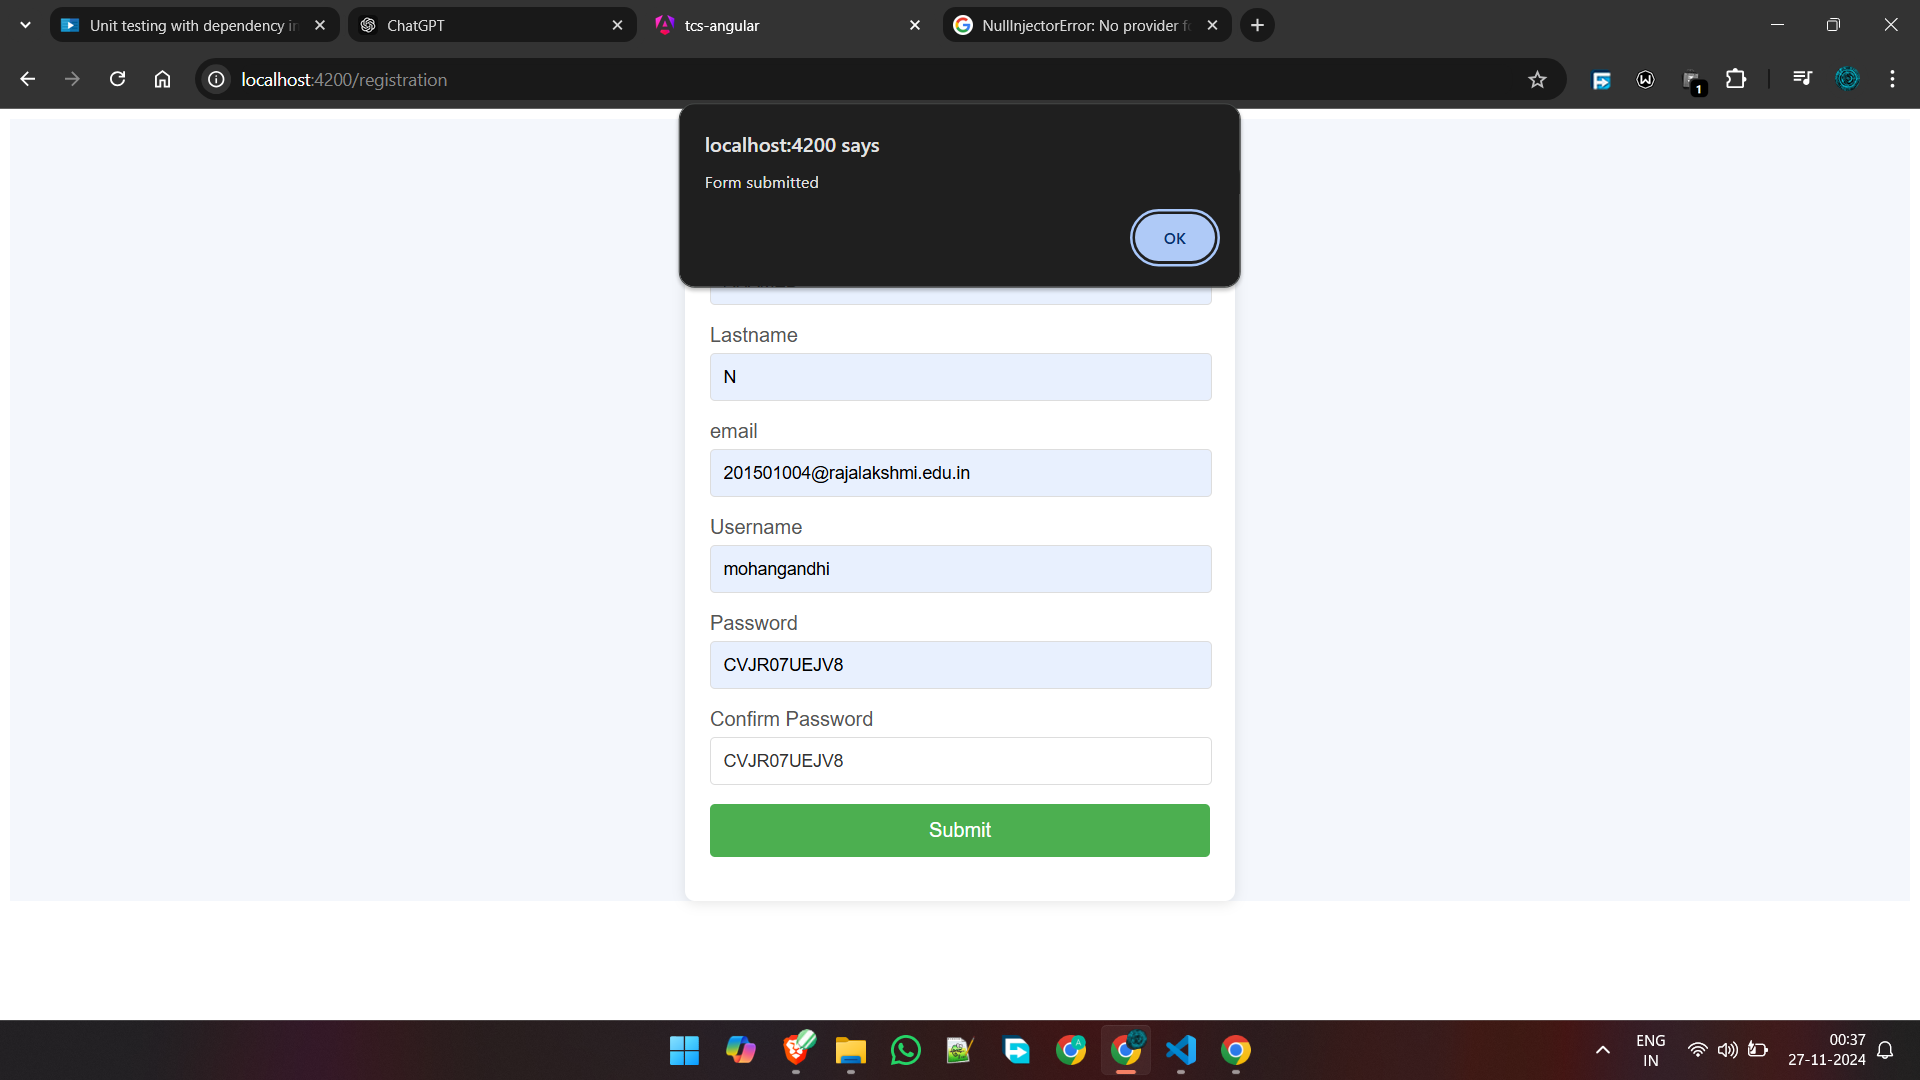 Unit testing with dependency in
ChatGPT
tcs-angular
NullInjectorError: No provider f
localhost:4200/registration
1
localhost:4200 says
Form submitted
OK
Lastname
N
email
201501004@rajalakshmi.edu.in
Username
mohangandhi
Password
CVJR07UEJV8
Confirm Password
CVJR07UEJV8
Submit
ENG
IN
00:37
27-11-2024